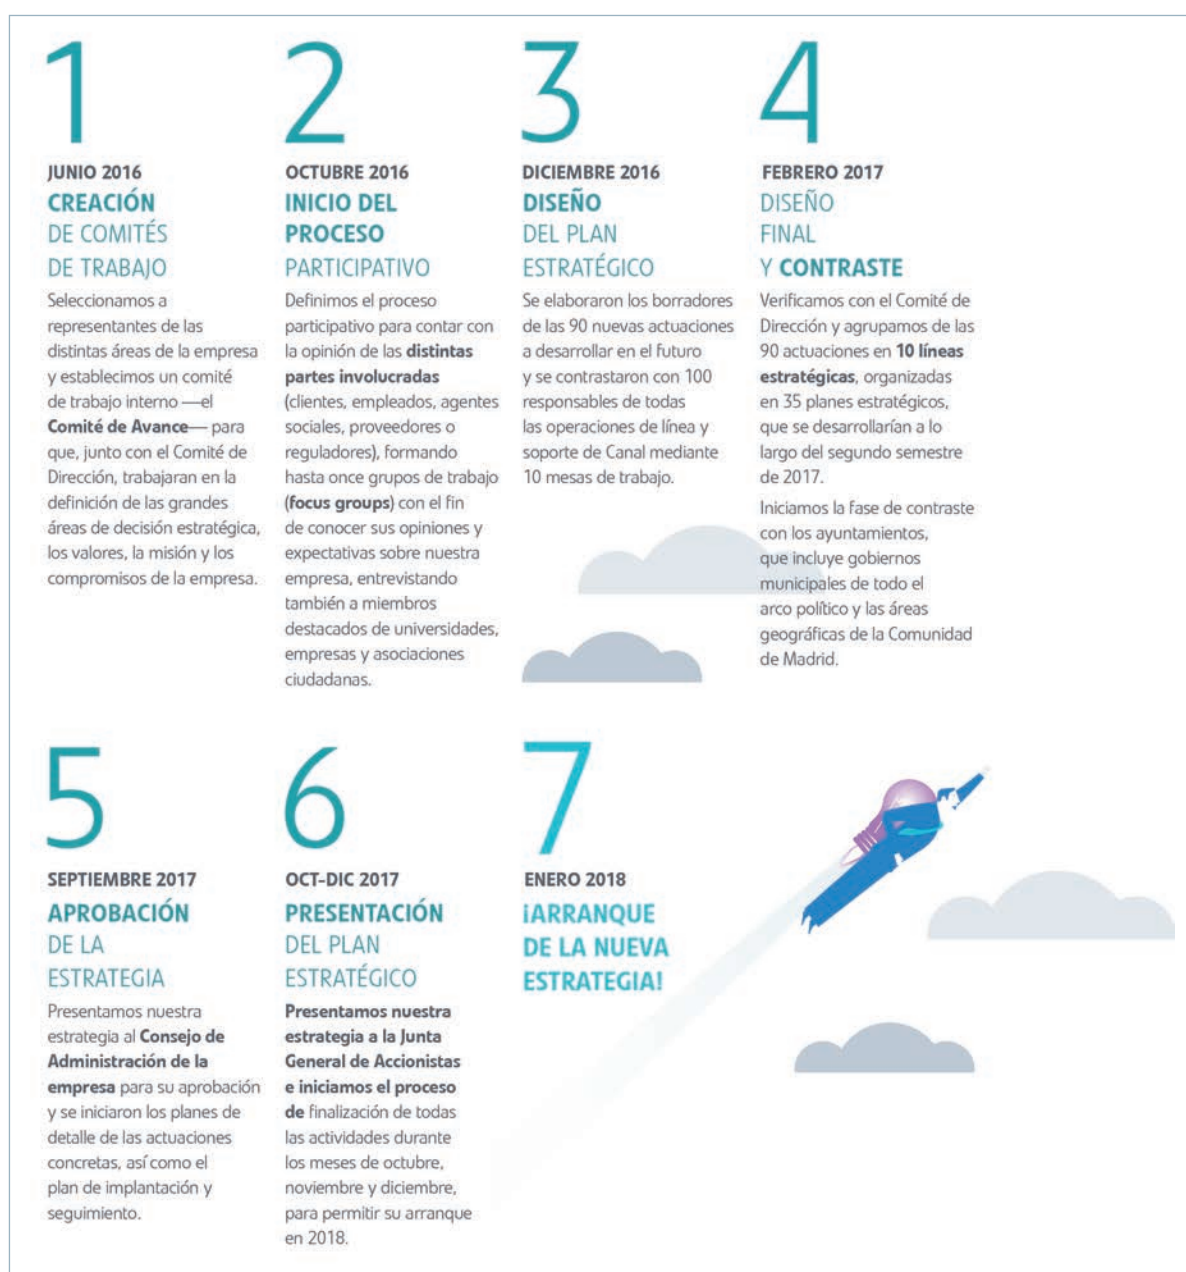 1
JUNIO 2016
CREACIÓN
DE COMITÉS
DE TRABAJO
Seleccionamos a
representantes de las
distintas áreas de la empresa
y establecimos un comité
de trabajo interno —el
Comité de Avance— para
que, junto con el Comité de
Dirección, trabajaran en la
definición de las grandes
áreas de decisión estratégica,
los valores, la misión y los
compromisos de la empresa.
2
OCTUBRE 2016
INICIO DEL
PROCESO
PARTICIPATIVO
Definimos el proceso
participativo para contar con
la opinión de las distintas
partes involucradas
(clientes, empleados, agentes
sociales, proveedores o
reguladores), formando
hasta once grupos de trabajo
(focus groups) con el fin
de conocer sus opiniones y
expectativas sobre nuestra
empresa, entrevistando
también a miembros
destacados de universidades,
empresas y asociaciones
ciudadanas.
3
DICIEMBRE 2016
DISEÑO
DEL PLAN
ESTRATÉGICO
Se elaboraron los borradores
de las 90 nuevas actuaciones
a desarrollar en el futuro
y se contrastaron con 100
responsables de todas
las operaciones de línea y
soporte de Canal mediante
10 mesas de trabajo.
4
FEBRERO 2017
DISEÑO
FINAL
Y CONTRASTE
Verificamos con el Comité de
Dirección y agrupamos de las
90 actuaciones en 10 líneas
estratégicas, organizadas
en 35 planes estratégicos,
que se desarrollarían a lo
largo del segundo semestre
de 2017.
Iniciamos la fase de contraste
con los ayuntamientos,
que incluye gobiernos
municipales de todo el
arco político y las áreas
geográficas de la Comunidad
de Madrid.
5
SEPTIEMBRE 2017
APROBACIÓN
DE LA
ESTRATEGIA
Presentamos nuestra
estrategia al Consejo de
Administración de la
empresa para su aprobación
y se iniciaron los planes de
detalle de las actuaciones
concretas, así como el
plan de implantación y
seguimiento.
6
OCT-DIC 2017
PRESENTACIÓN
DEL PLAN
ESTRATÉGICO
Presentamos nuestra
estrategia a la Junta
General de Accionistas
e iniciamos el proceso
de finalización de todas
las actividades durante
los meses de octubre,
noviembre y diciembre,
para permitir su arranque
en 2018.
7
ENERO 2018
¡ARRANQUE
DE LA NUEVA
ESTRATEGIA!